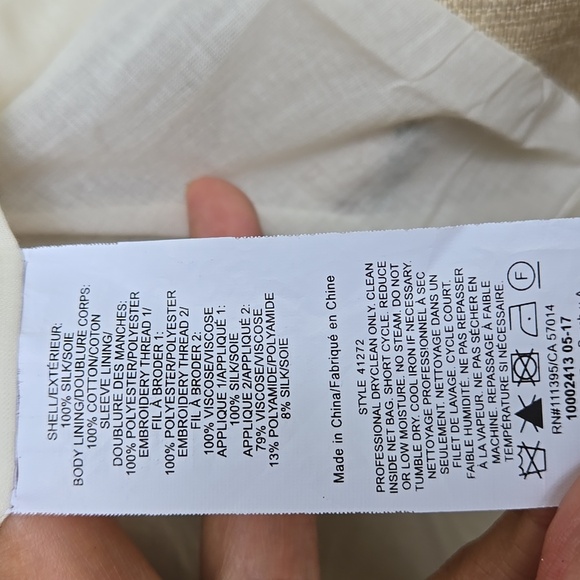 SHELL/EXTÉRIEUR:
100% SILK/SOIE
BODY LINING/DOUBLURE CORPS:
100% COTTON/COTON
SLEEVE LINING/
DOUBLURE DES MANCHES:
100% POLYESTER/POLYESTER
EMBROIDERY THREAD 1/
FIL À BRODER 1:
100% POLYESTER/POLYESTER
EMBROIDERY THREAD 2/
FIL À BRODER 2:
100% VISCOSE/VISCOSE
APPLIQUE 1/APPLIQUÉ 1:
100% SILK/SOIE
APPLIQUE 2/APPLIQUÉ 2:
79% VISCOSE/VISCOSE
13% POLYAMIDE/POLYAMIDE
8% SILK/SOIE
Made in China/Fabriqué en Chine
STYLE 41272
PROFESSIONAL DRYCLEAN ONLY. CLEAN
INSIDE NET BAG. SHORT CYCLE. REDUCE
OR LOW MOISTURE. NO STEAM. DO NOT
TUMBLE DRY. COOL IRON IF NECESSARY.
NETTOYAGE PROFESSIONNEL À SEC
SEULEMENT. NETTOYAGE DANS UN
FILET DE LAVAGE. CYCLE COURT.
FAIBLE HUMIDITÉ. NE PAS REPASSER
À LA VAPEUR. NE PAS SÉCHER EN
MACHINE. REPASSAGE À FAIBLE
TEMPÉRATURE SI NÉCESSAIRE.
F
RN#111395/CA 57014
10002413 05-17